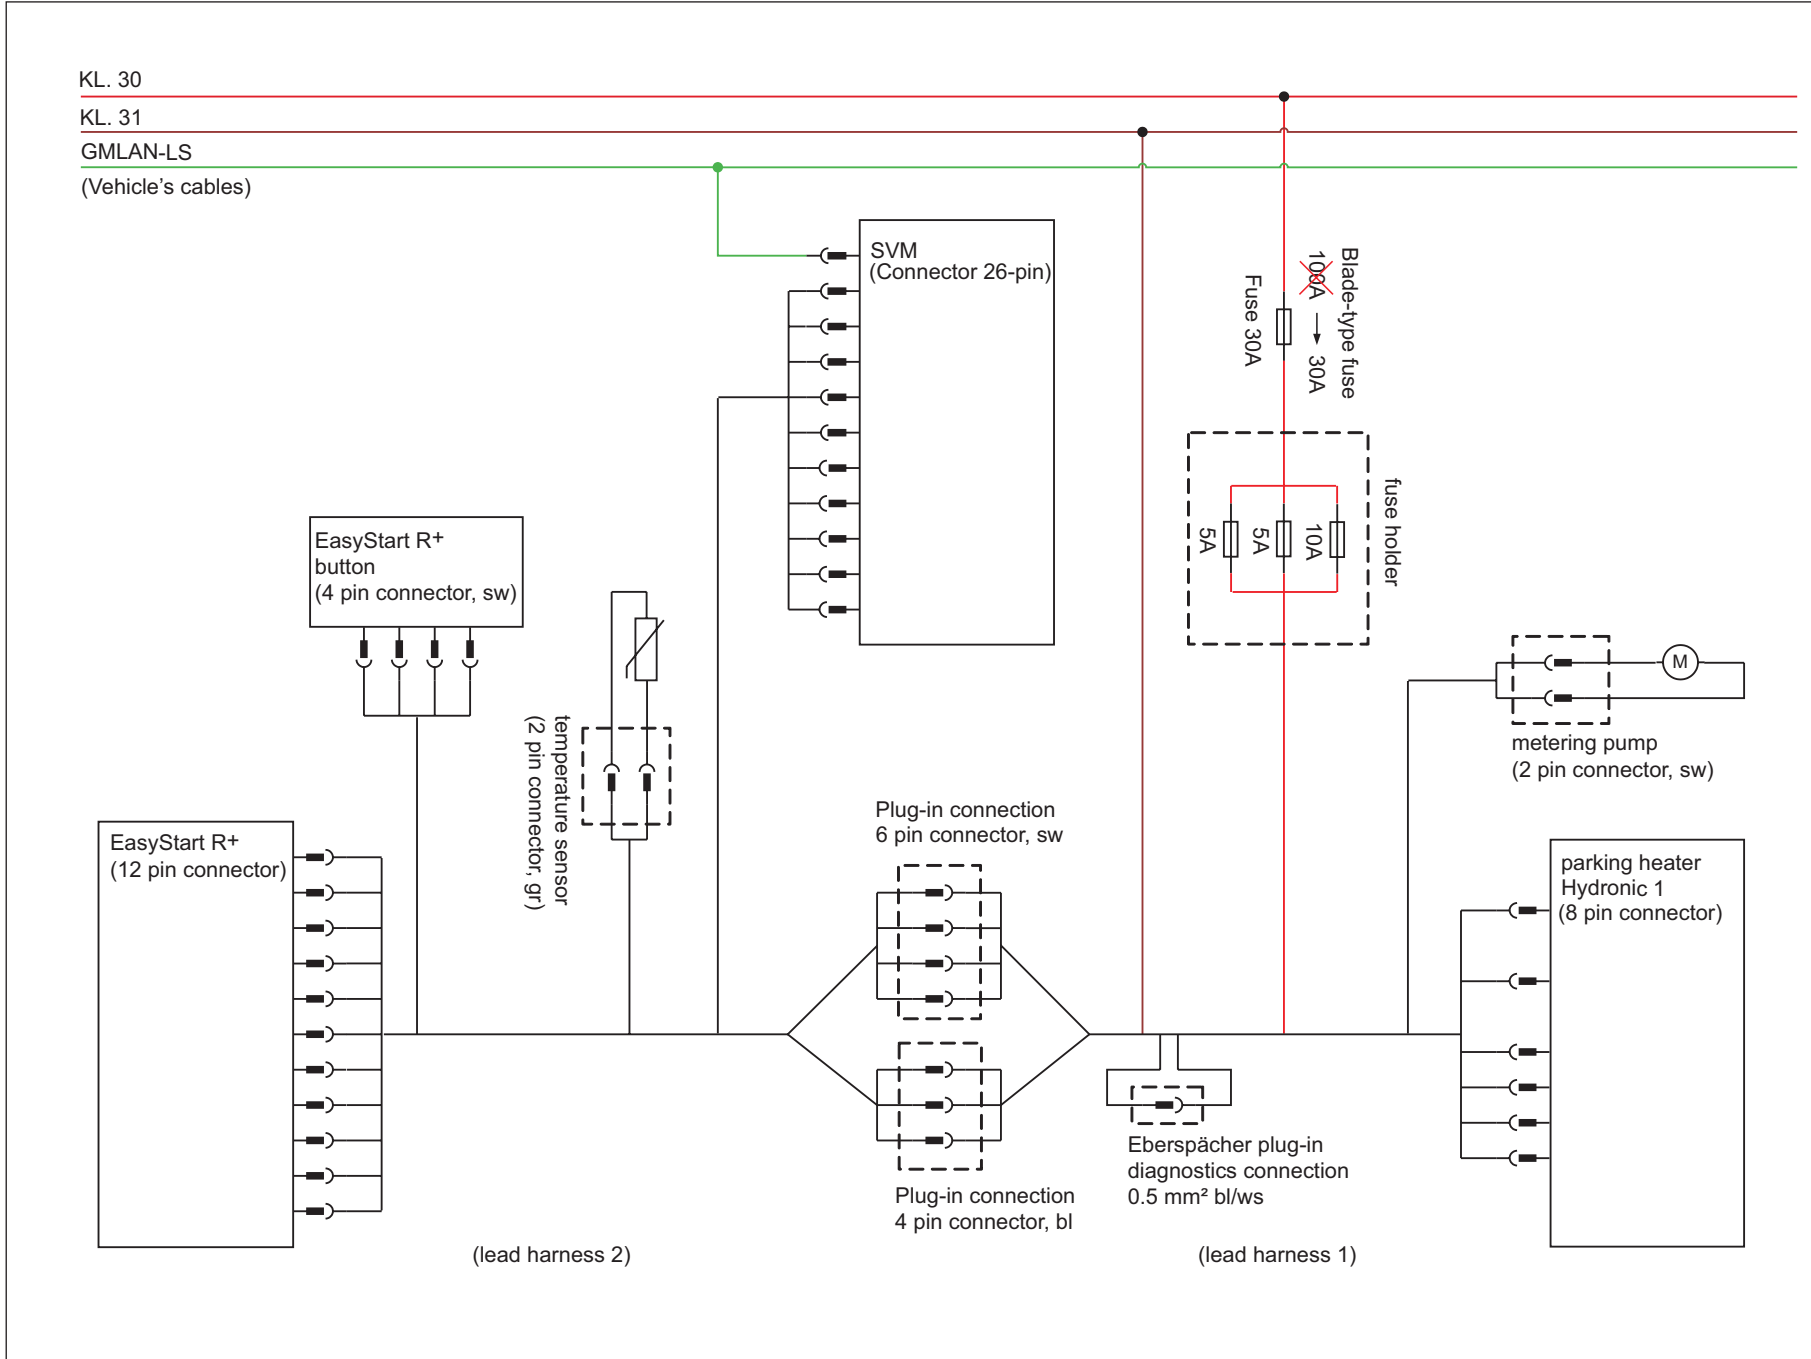 KL. 30
KL. 31
GMLAN-LS
(Vehicle's cables)
SVM
(Connector 26-pin)
Blade-type fuse
100A → 30A
Fuse 30A
fuse holder
10A
5A
5A
EasyStart R+
button
(4 pin connector, sw)
temperature sensor
(2 pin connector, gr)
M
metering pump
(2 pin connector, sw)
Plug-in connection
6 pin connector, sw
EasyStart R+
(12 pin connector)
parking heater
Hydronic 1
(8 pin connector)
Eberspächer plug-in
diagnostics connection
0.5 mm² bl/ws
Plug-in connection
4 pin connector, bl
(lead harness 2)
(lead harness 1)